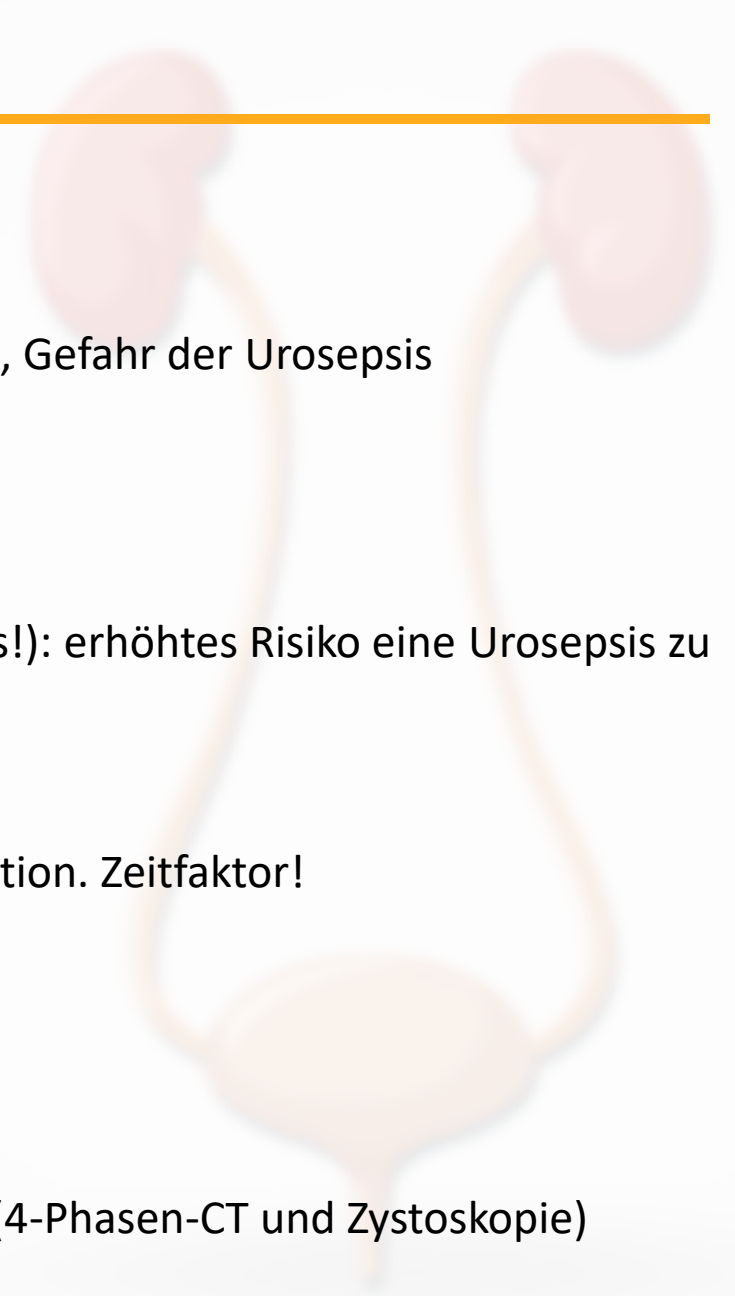 , Gefahr der Urosepsis
s!): erhöhtes Risiko eine Urosepsis zu
tion. Zeitfaktor!
(4-Phasen-CT und Zystoskopie)